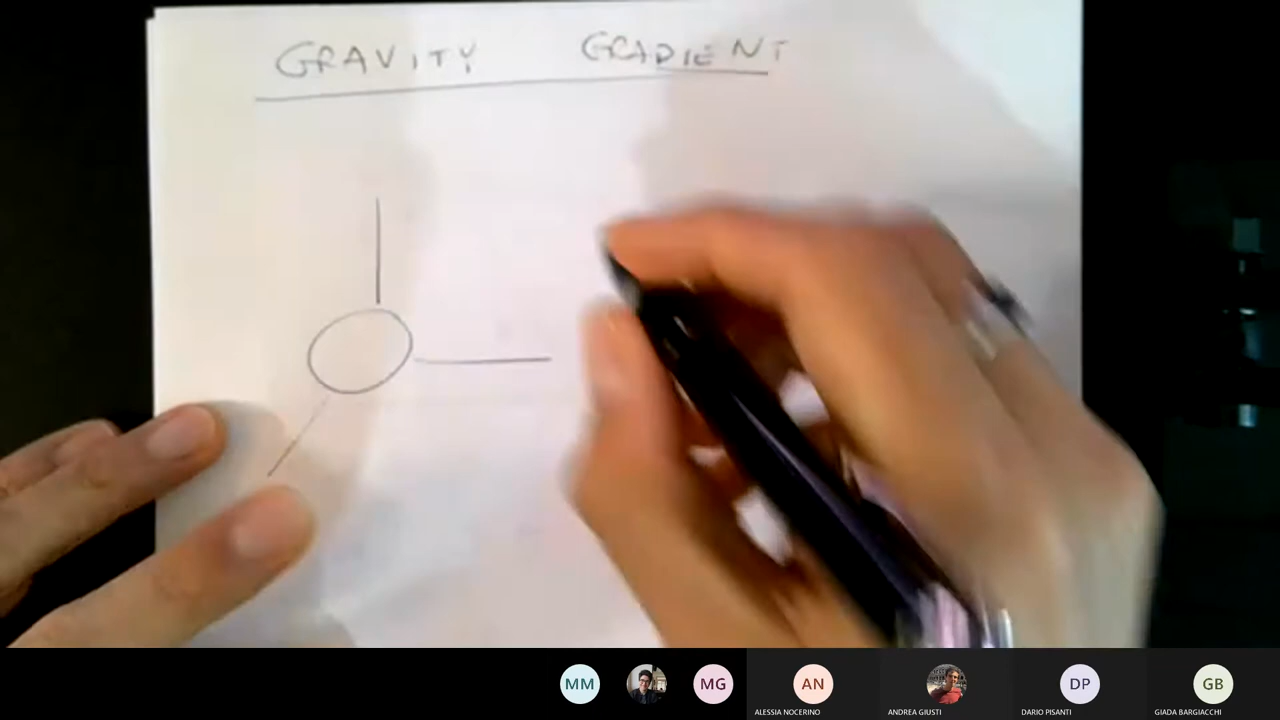 GRAVITY GRADIENT
MM MG AN DP GB
ALESSIA NOCERINO ANDREA GIUSTI DARIO PISANTI GIADA BARGIACCHI